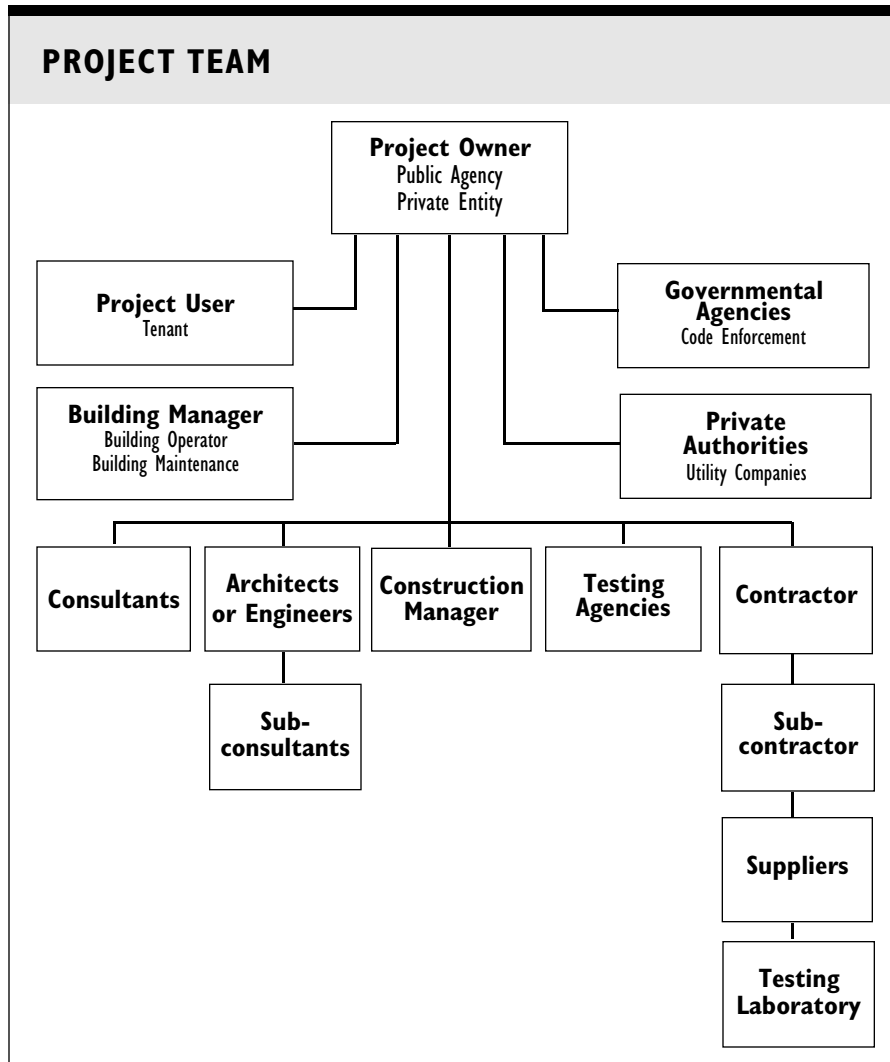 PROJECT TEAM
Project Owner
Public Agency
Private Entity
Project User
Tenant
Governmental
Agencies
Code Enforcement
Building Manager
Building Operator
Building Maintenance
Private
Authorities
Utility Companies
Consultants
Architects
or Engineers
Construction
Manager
Testing
Agencies
Contractor
Sub-
consultants
Sub-
contractor
Suppliers
Testing
Laboratory